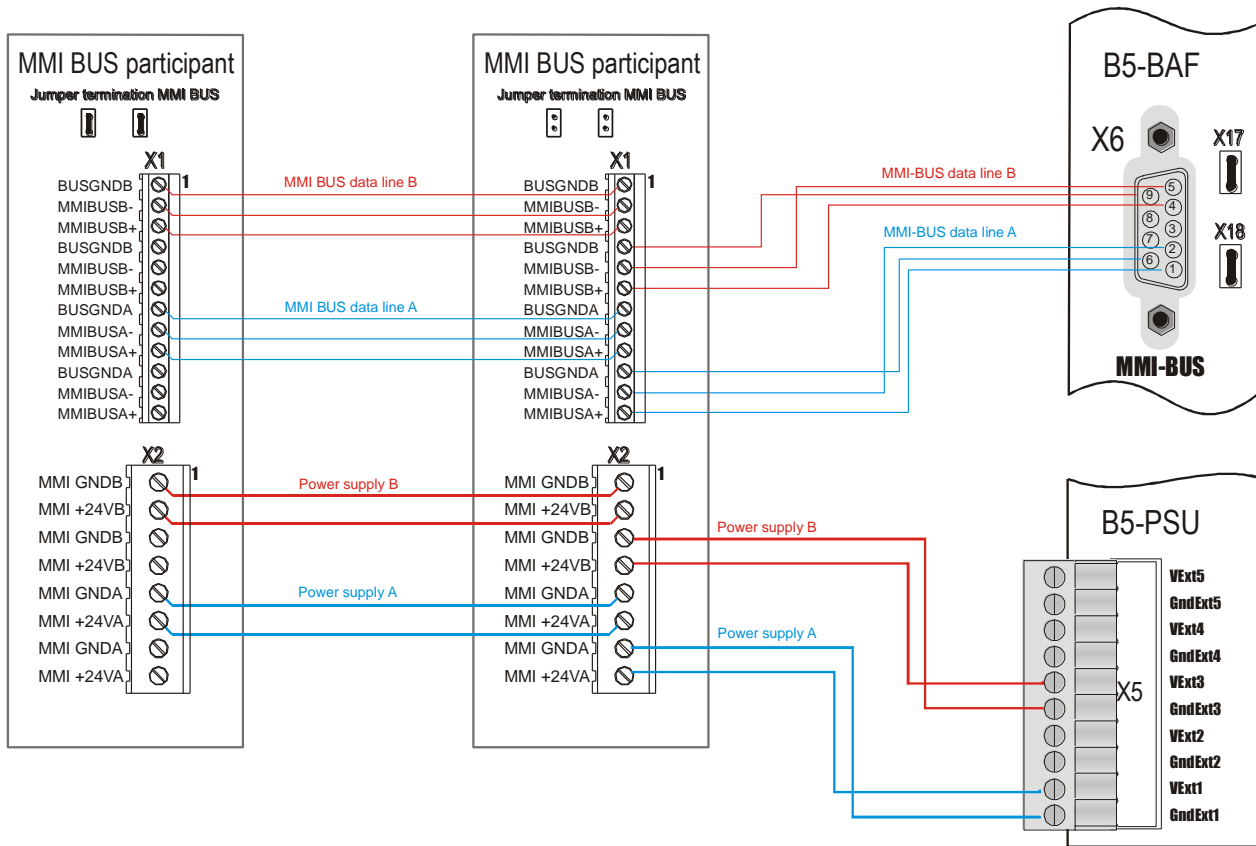 MMI BUS participant
Jumper termination MMI BUS
X1
1
BUSGNDB
MMIBUSB-
MMIBUSB+
BUSGNDB
MMIBUSB-
MMIBUSB+
BUSGNDA
MMIBUSA-
MMIBUSA+
BUSGNDA
MMIBUSA-
MMIBUSA+
X2
1
MMI GNDB
MMI +24VB
MMI GNDB
MMI +24VB
MMI GNDA
MMI +24VA
MMI GNDA
MMI +24VA
MMI BUS data line B
MMI BUS data line A
Power supply B
Power supply A
MMI BUS participant
Jumper termination MMI BUS
X1
1
BUSGNDB
MMIBUSB-
MMIBUSB+
BUSGNDB
MMIBUSB-
MMIBUSB+
BUSGNDA
MMIBUSA-
MMIBUSA+
BUSGNDA
MMIBUSA-
MMIBUSA+
X2
1
MMI GNDB
MMI +24VB
MMI GNDB
MMI +24VB
MMI GNDA
MMI +24VA
MMI GNDA
MMI +24VA
MMI-BUS data line B
MMI-BUS data line A
Power supply B
Power supply A
B5-BAF
X6
X17
X18
5
9
4
8
3
7
2
6
1
MMI-BUS
B5-PSU
X5
VExt5
GndExt5
VExt4
GndExt4
VExt3
GndExt3
VExt2
GndExt2
VExt1
GndExt1